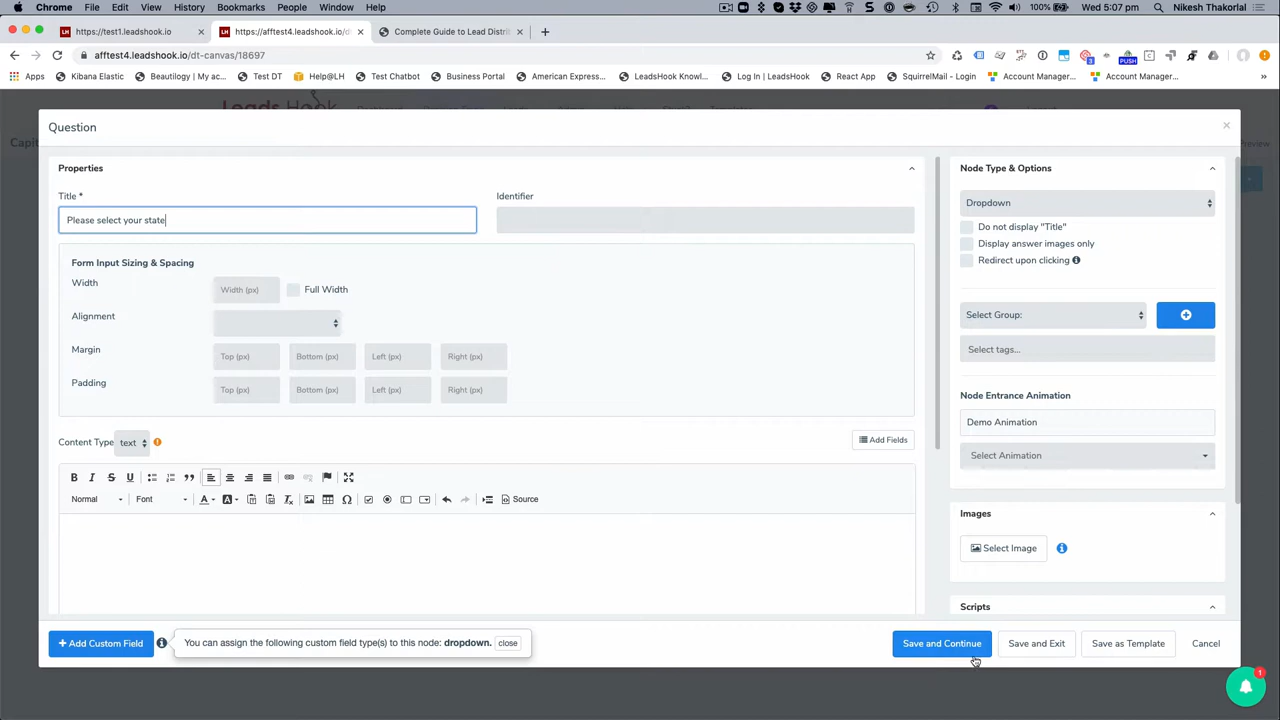 Chrome File Edit View History Bookmarks People Window Help 100% Wed 5:07 pm Nikesh Thakorlal
https://test1.leadshook.io × https://afftest4.leadshook.io/d × Complete Guide to Lead Distri × +
afftest4.leadshook.io/dt-canvas/18697
Apps Kibana Elastic Beautilogy | My ac... Test DT Help@LH Test Chatbot Business Portal American Express... LeadsHook Knowl... Log In | LeadsHook React App SquirrelMail - Login Account Manager... Account Manager... »
Leads Hook
Capi
Preview
Question ×
Properties
Title *
Identifier
Please select your state
Form Input Sizing & Spacing
Width Width (px) Full Width
Alignment
Margin Top (px) Bottom (px) Left (px) Right (px)
Padding Top (px) Bottom (px) Left (px) Right (px)
Content Type text Add Fields
B I S U
Normal Font A A Source
Node Type & Options
Dropdown
Do not display "Title"
Display answer images only
Redirect upon clicking
Select Group:
Select tags...
Node Entrance Animation
Demo Animation
Select Animation
Images
Select Image
Scripts
+ Add Custom Field You can assign the following custom field type(s) to this node: dropdown. close
Save and Continue Save and Exit Save as Template Cancel
1